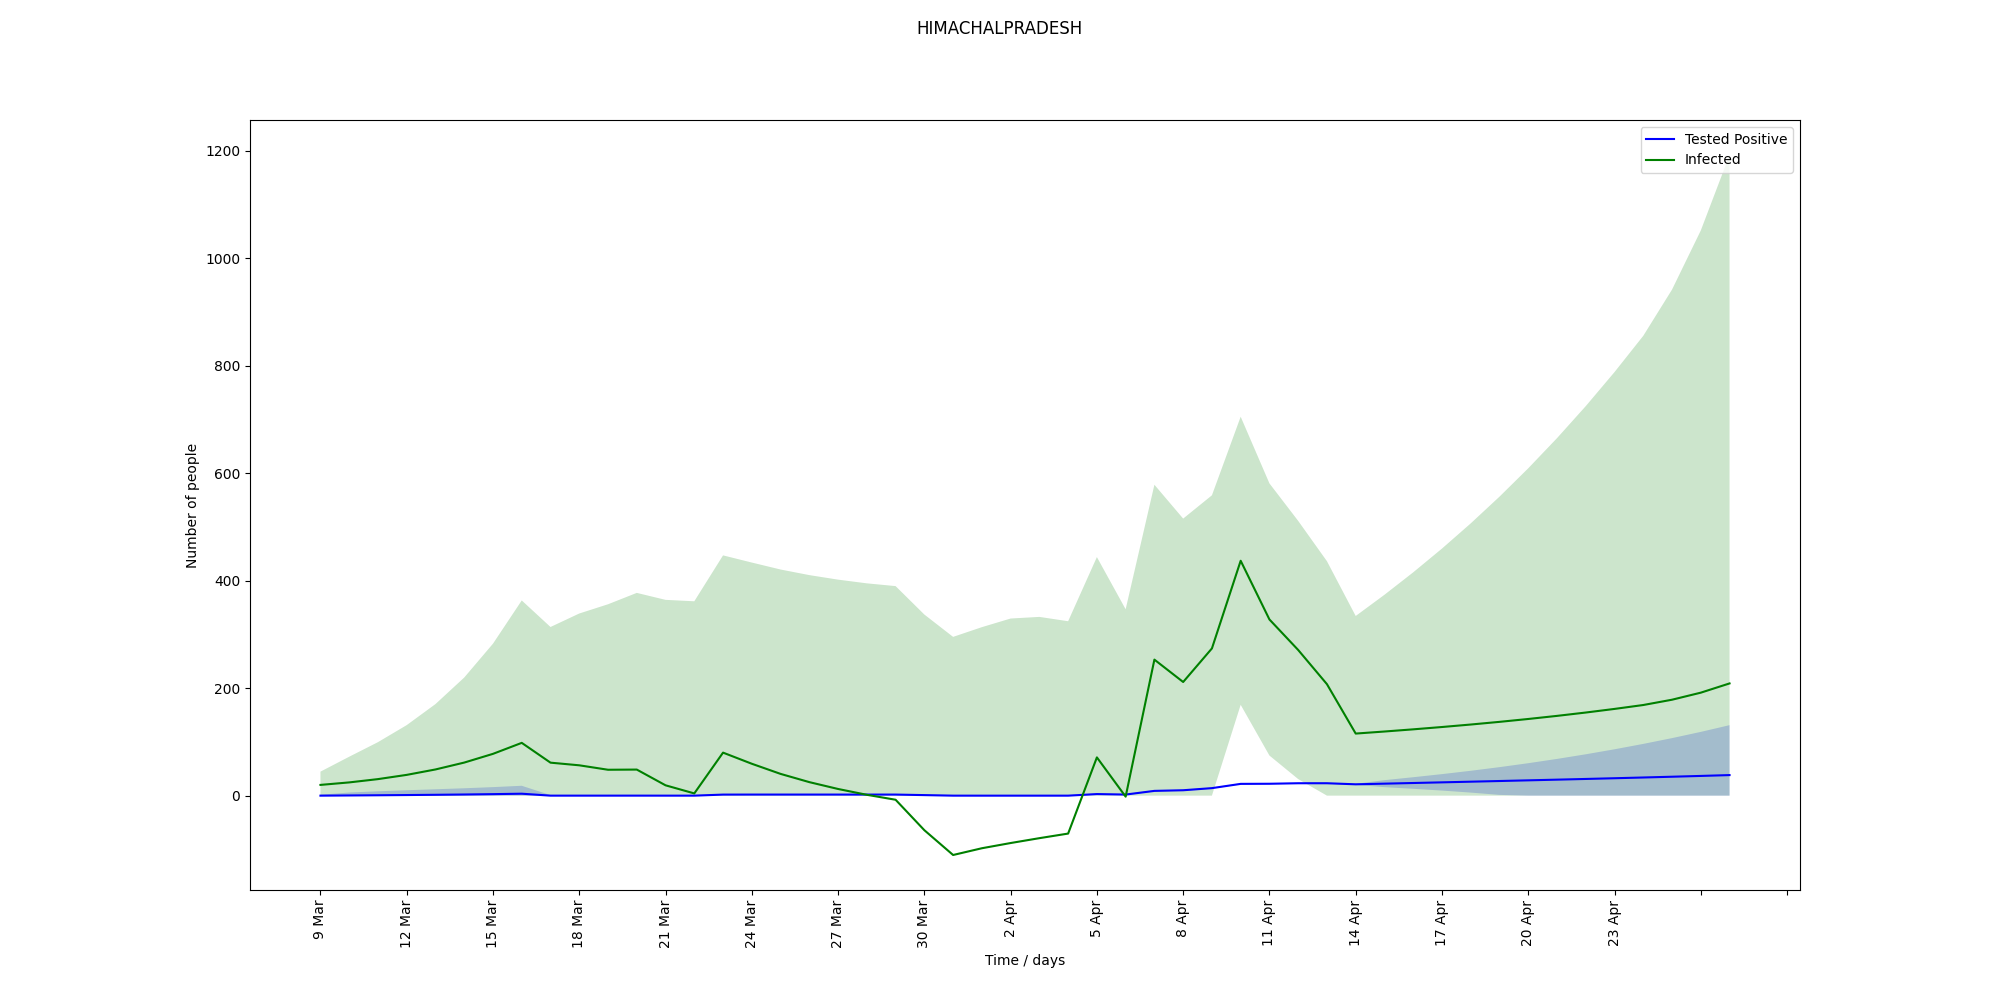 HIMACHALPRADESH
Tested Positive
Infected
1200
1000
800
600
400
200
0
Number of people
9 Mar
12 Mar
15 Mar
18 Mar
21 Mar
24 Mar
27 Mar
30 Mar
2 Apr
5 Apr
8 Apr
11 Apr
14 Apr
17 Apr
20 Apr
23 Apr
Time / days